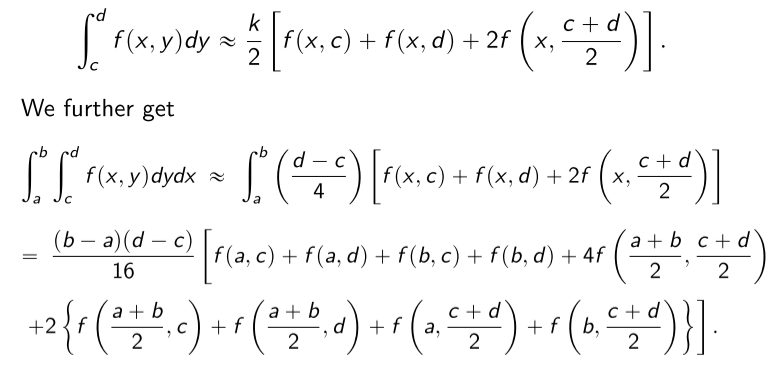 ∫_c^d f(x, y)dy ≈ k/2 [f(x, c) + f(x, d) + 2f (x, (c + d)/2)].
We further get
∫_a^b ∫_c^d f(x, y)dydx ≈ ∫_a^b ((d − c)/4) [f(x, c) + f(x, d) + 2f (x, (c + d)/2)]
= (b − a)(d − c)/16 [f(a, c) + f(a, d) + f(b, c) + f(b, d) + 4f ((a + b)/2, (c + d)/2)
+2 {f ((a + b)/2, c) + f ((a + b)/2, d) + f (a, (c + d)/2) + f (b, (c + d)/2)}].